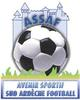 ASSAF
AVENIR SPORTIF
SUD ARDÈCHE FOOTBALL